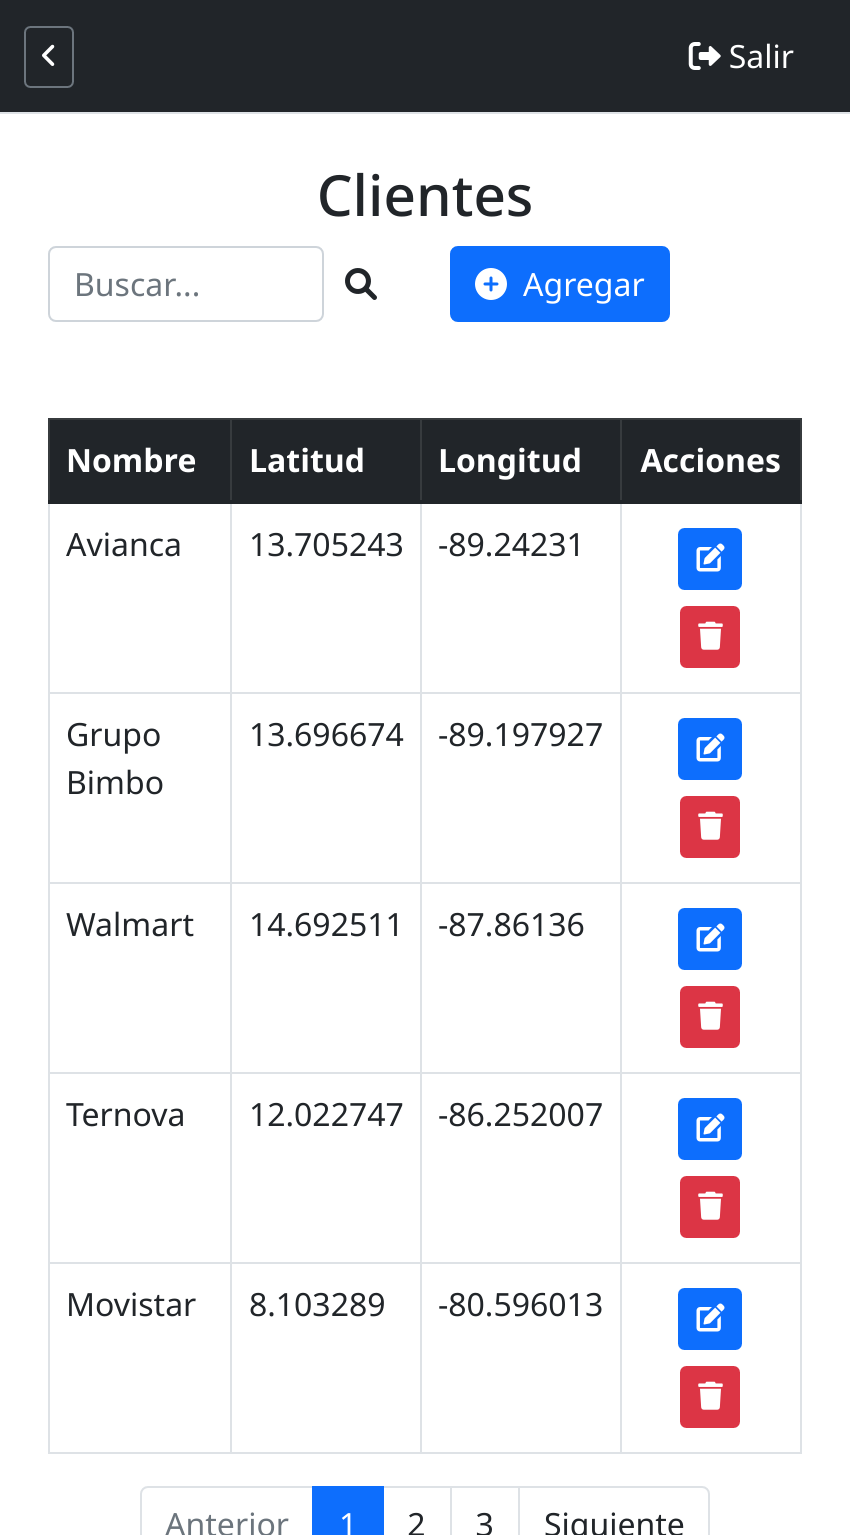 Salir
Clientes
Buscar...
Agregar
Nombre Latitud Longitud Acciones
Avianca 13.705243 -89.24231
Grupo 13.696674 -89.197927
Bimbo
Walmart 14.692511 -87.86136
Ternova 12.022747 -86.252007
Movistar 8.103289 -80.596013
Anterior 1 2 3 Siguiente